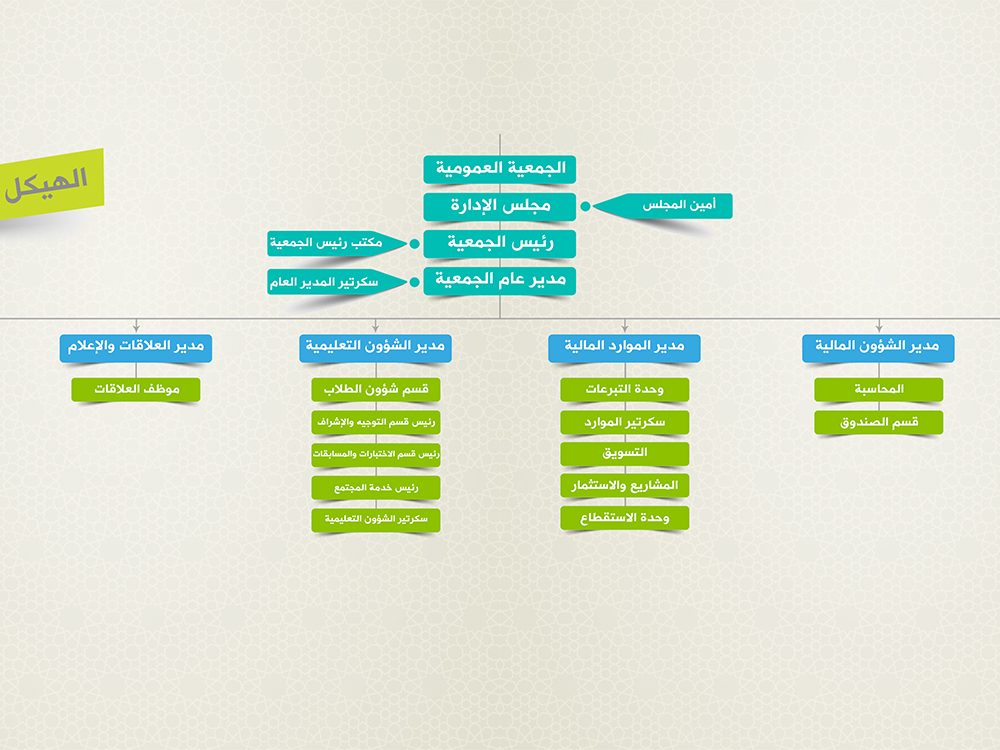 الهيكل
الجمعية العمومية
مجلس الإدارة
أمين المجلس
رئيس الجمعية
مكتب رئيس الجمعية
مدير عام الجمعية
سكرتير المدير العام
مدير الشؤون المالية
المحاسبة
قسم الصندوق
مدير الموارد المالية
وحدة التبرعات
سكرتير الموارد
التسويق
المشاريع والاستثمار
وحدة الاستقطاع
مدير الشؤون التعليمية
قسم شؤون الطلاب
رئيس قسم التوجيه والإشراف
رئيس قسم الاختبارات والمسابقات
رئيس خدمة المجتمع
سكرتير الشؤون التعليمية
مدير العلاقات والإعلام
موظف العلاقات